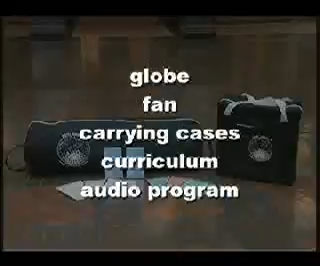 globe
fan
carrying cases
curriculum
audio program